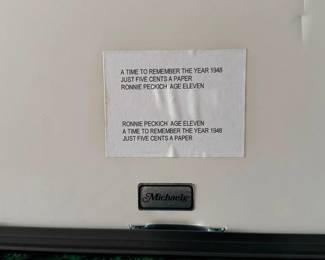 A TIME TO REMEMBER THE YEAR 1948
JUST FIVE CENTS A PAPER
RONNIE PECKICH AGE ELEVEN
RONNIE PECKICH AGE ELEVEN
A TIME TO REMEMBER THE YEAR 1948
JUST FIVE CENTS A PAPER
Michaels